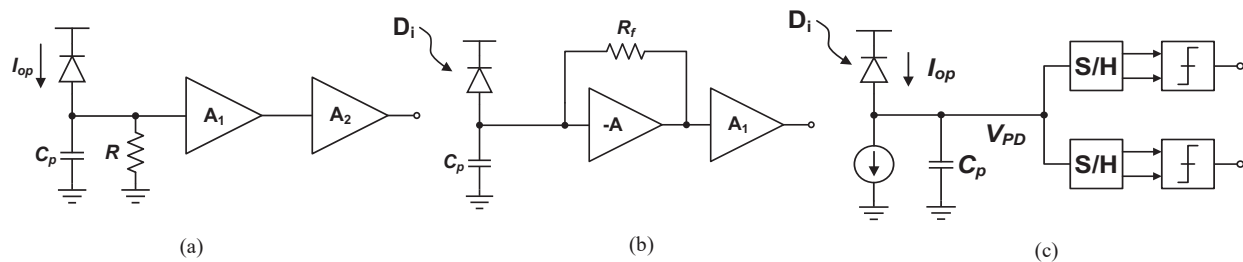 I_op
C_p
R
A_1
A_2
(a)
D_i
C_p
R_f
-A
A_1
(b)
D_i
I_op
C_p
V_PD
S/H
S/H
(c)